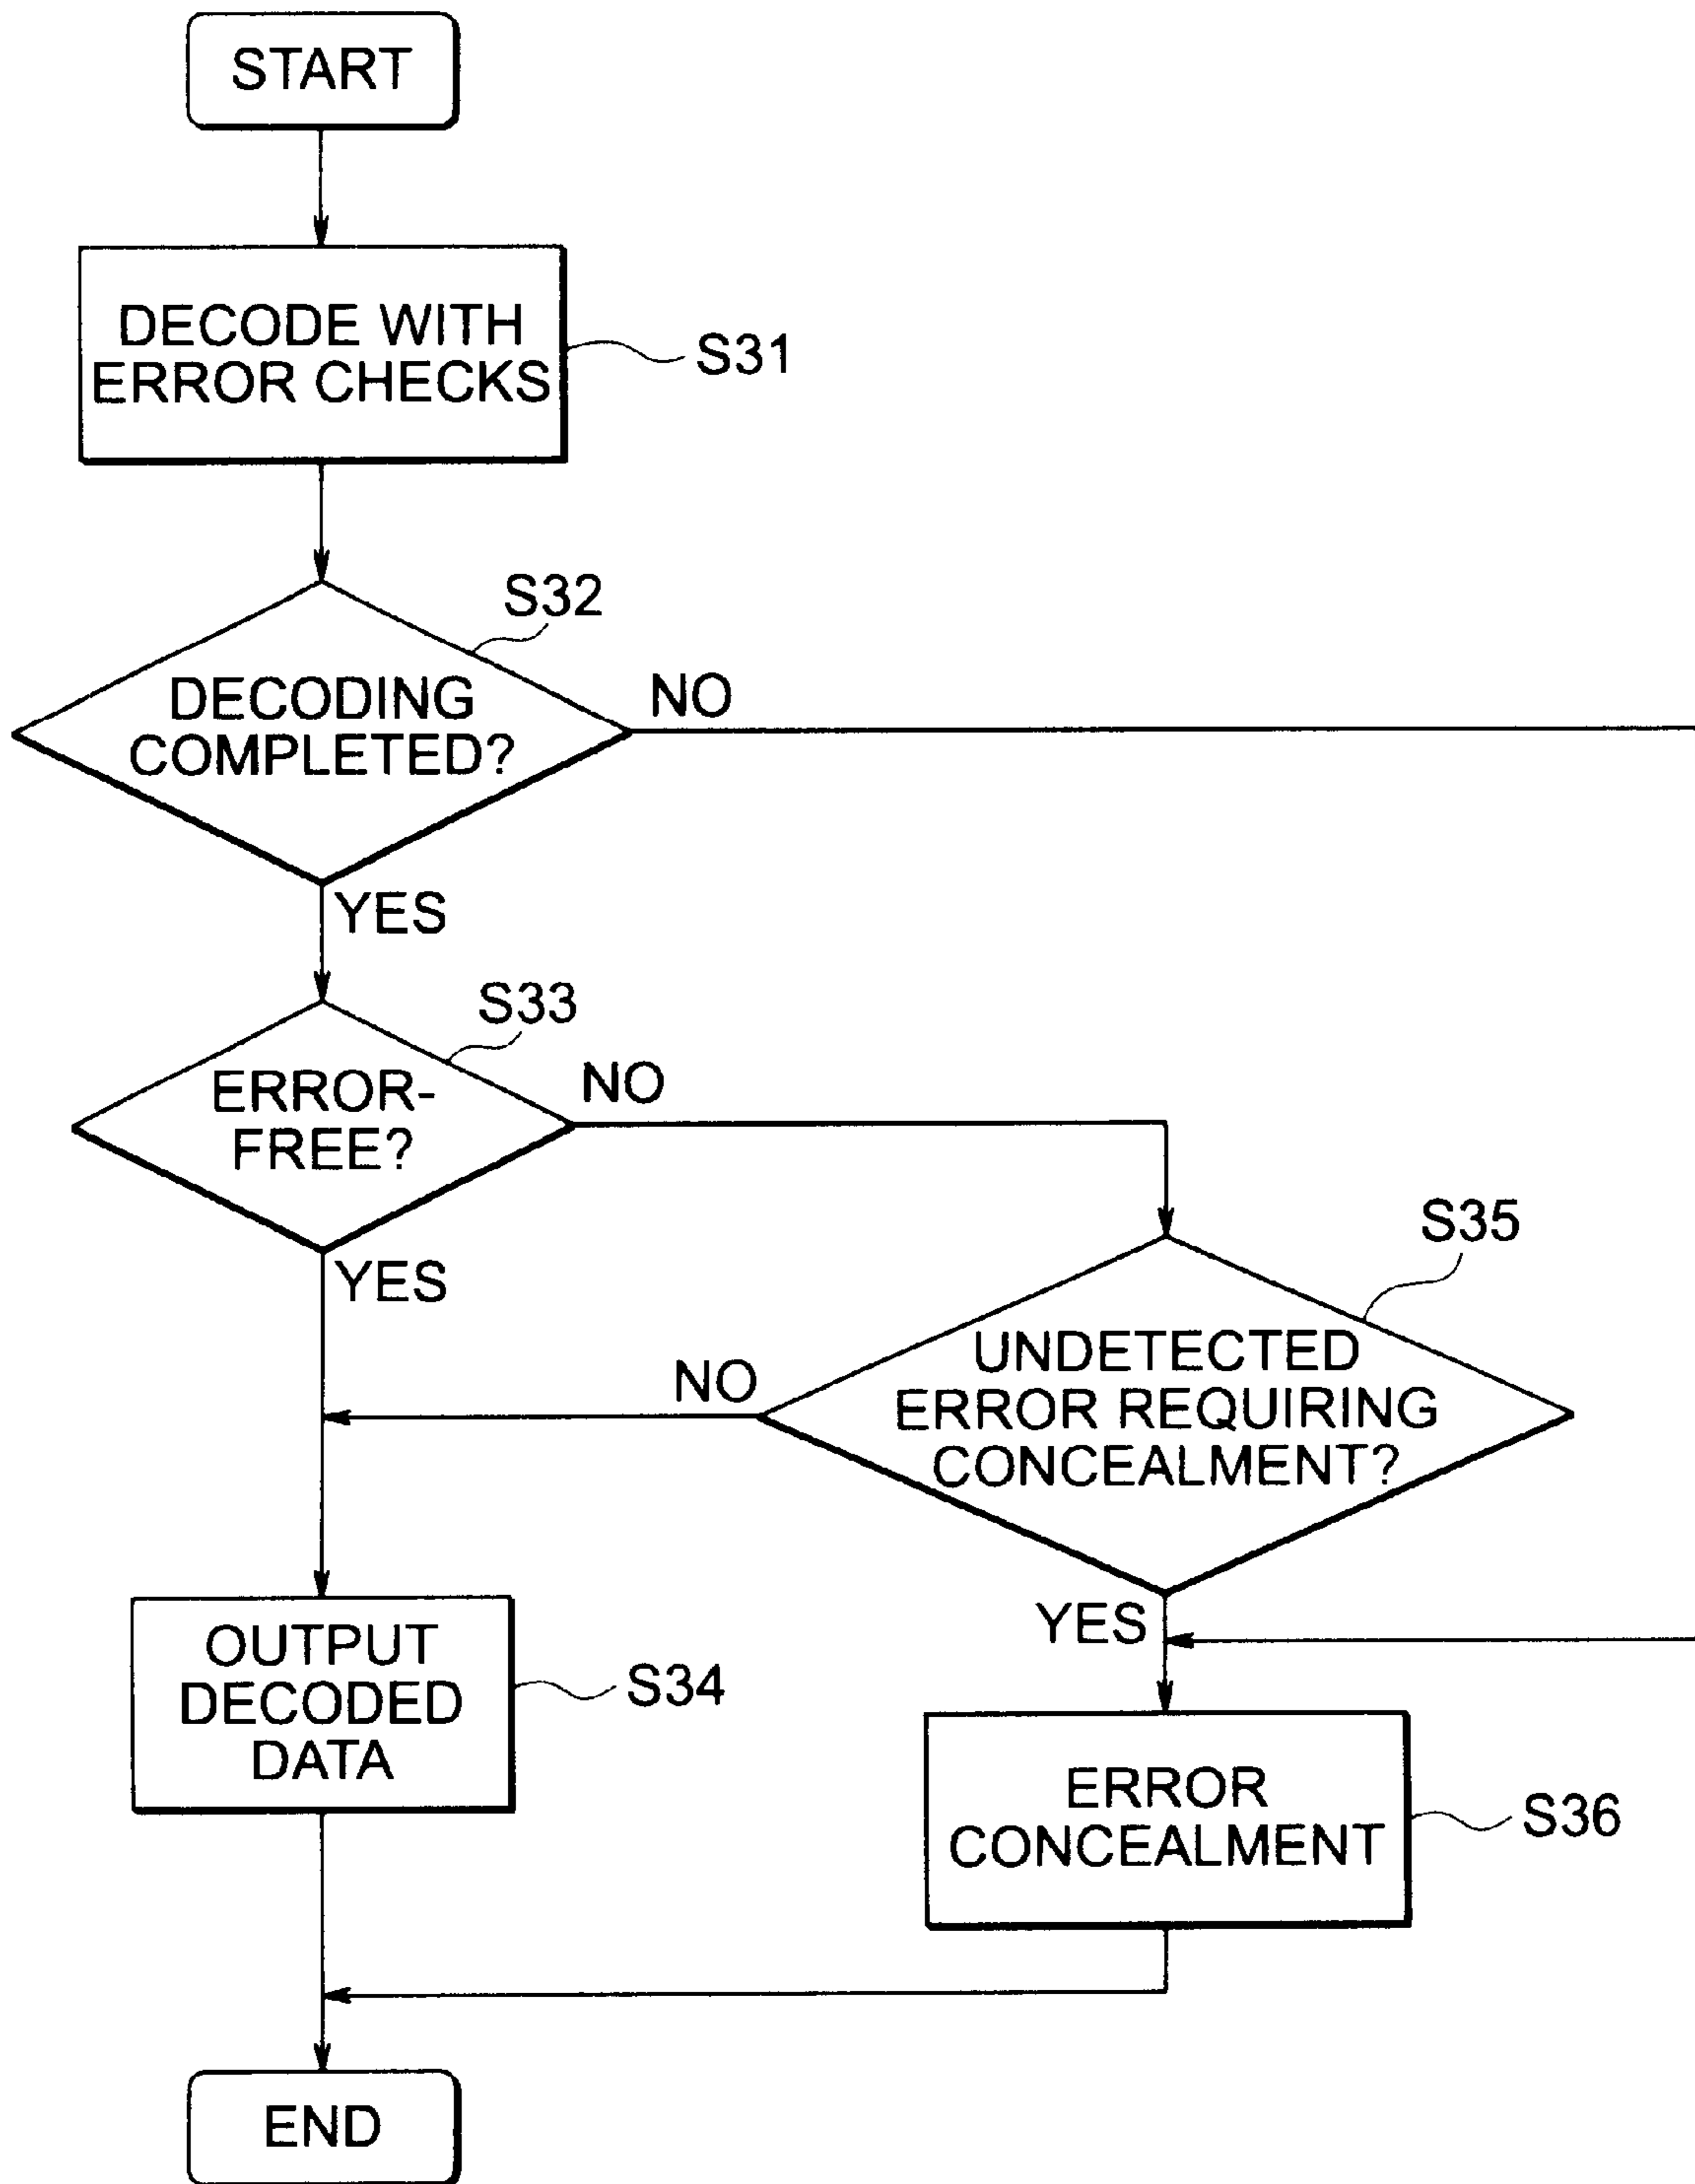 START
DECODE WITH
ERROR CHECKS
S31
S32
DECODING
COMPLETED?
NO
YES
S33
ERROR-
FREE?
NO
YES
S35
UNDETECTED
ERROR REQUIRING
CONCEALMENT?
NO
YES
OUTPUT
DECODED
DATA
S34
ERROR
CONCEALMENT
S36
END